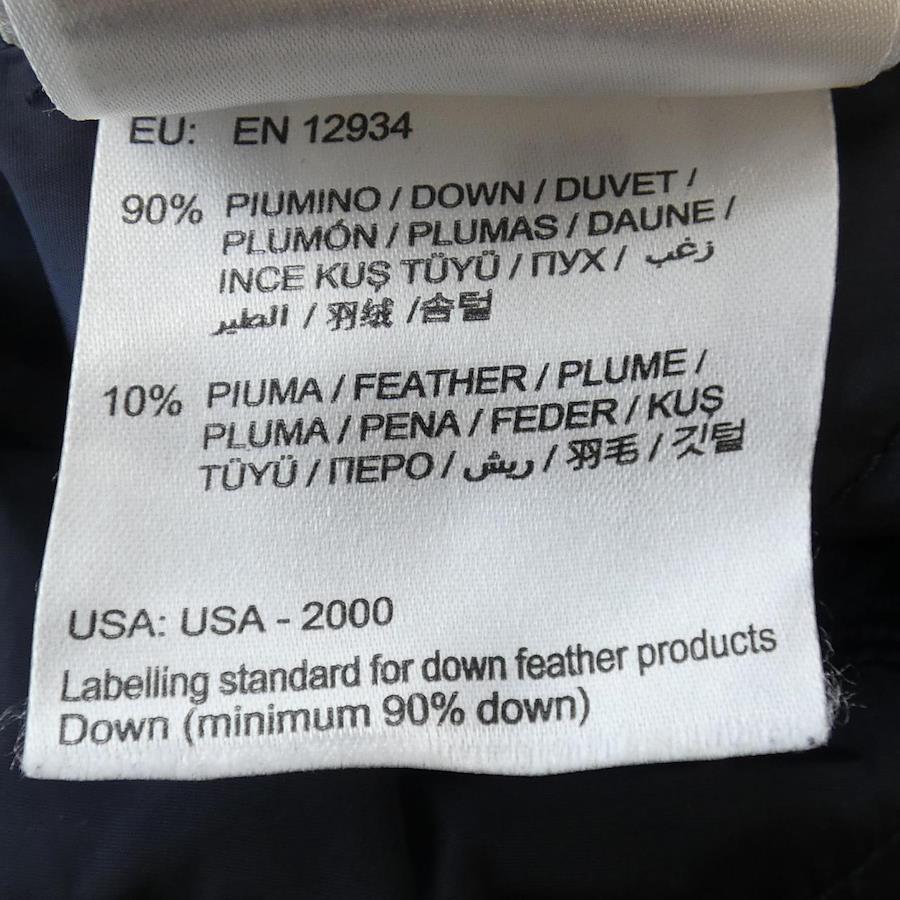 EU: EN 12934
90% PIUMINO / DOWN / DUVET /
PLUMÓN / PLUMAS / DAUNE /
INCE KUŞ TÜYÜ / ПУХ / زغب
الطير / 羽绒 /솜털
10% PIUMA / FEATHER / PLUME /
PLUMA / PENA / FEDER / KUŞ
TÜYÜ / ПЕРО / ريش / 羽毛 / 깃털
USA: USA - 2000
Labelling standard for down feather products
Down (minimum 90% down)